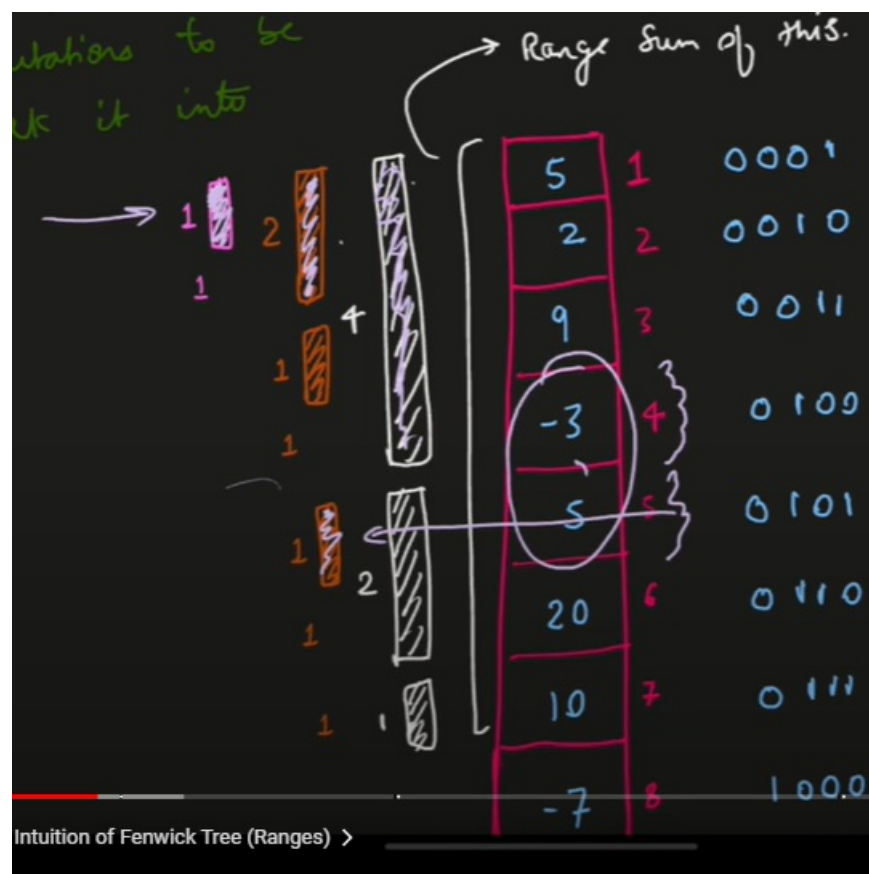 to be
it into
Range Sum of this.
5 1 0001
1 2 2 2 0010
1
4 9 3 0011
1 -3 4 0100
1
1 5 5 0101
2 20 6 0110
1
1 1 10 7 0111
-7 8 1000
Intuition of Fenwick Tree (Ranges) >